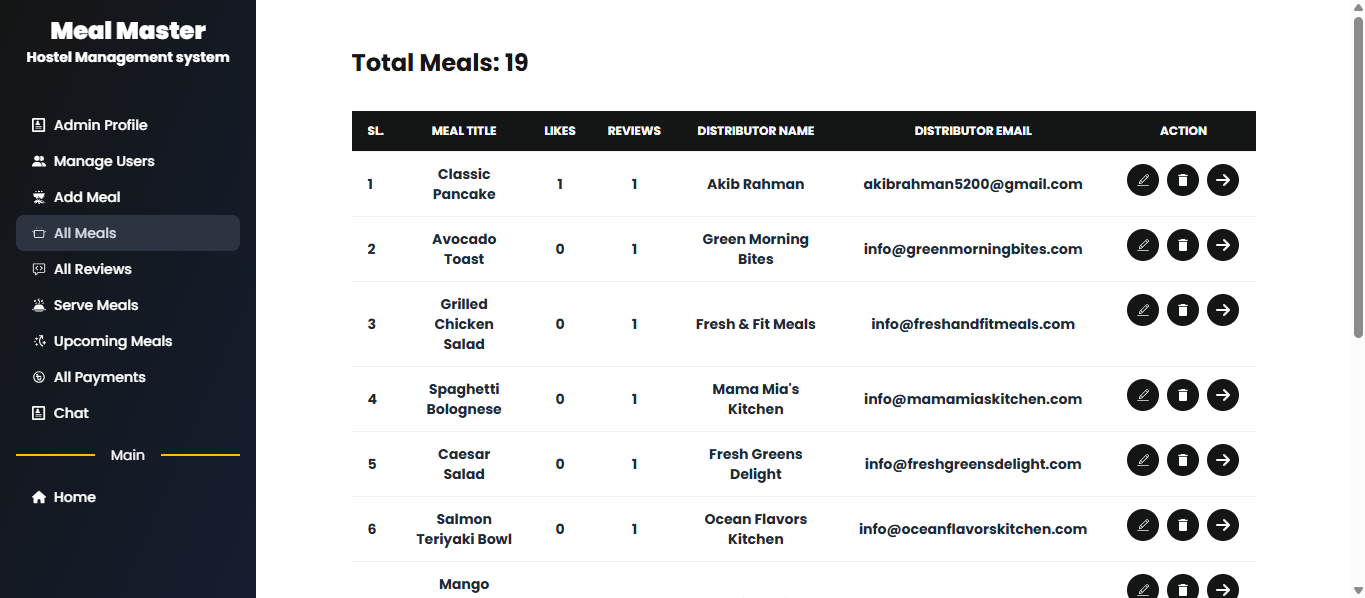 Meal Master
Hostel Management system
Admin Profile
Manage Users
Add Meal
All Meals
All Reviews
Serve Meals
Upcoming Meals
All Payments
Chat
Main
Home
Total Meals: 19
SL. MEAL TITLE LIKES REVIEWS DISTRIBUTOR NAME DISTRIBUTOR EMAIL ACTION
1 Classic Pancake 1 1 Akib Rahman akibrahman5200@gmail.com
2 Avocado Toast 0 1 Green Morning Bites info@greenmorningbites.com
3 Grilled Chicken Salad 0 1 Fresh & Fit Meals info@freshandfitmeals.com
4 Spaghetti Bolognese 0 1 Mama Mia's Kitchen info@mamamiaskitchen.com
5 Caesar Salad 0 1 Fresh Greens Delight info@freshgreensdelight.com
6 Salmon Teriyaki Bowl 0 1 Ocean Flavors Kitchen info@oceanflavorskitchen.com
Mango